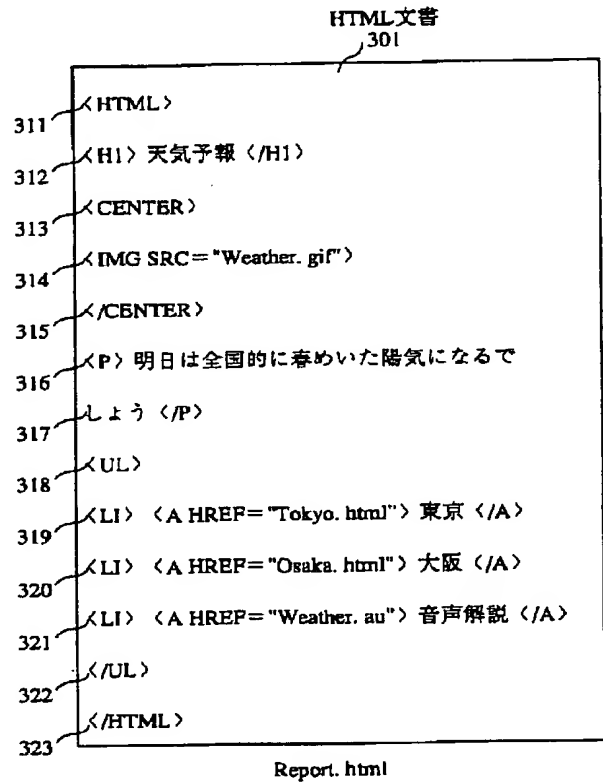 HTML文書
301
311 〈HTML〉
312 〈H1〉天気予報〈/H1〉
313 〈CENTER〉
314 〈IMG SRC="Weather. gif"〉
315 〈/CENTER〉
316 〈P〉明日は全国的に春めいた陽気になるで
317 しょう〈/P〉
318 〈UL〉
319 〈LI〉〈A HREF="Tokyo. html"〉東京〈/A〉
320 〈LI〉〈A HREF="Osaka. html"〉大阪〈/A〉
321 〈LI〉〈A HREF="Weather. au"〉音声解説〈/A〉
322 〈/UL〉
323 〈/HTML〉
Report. html